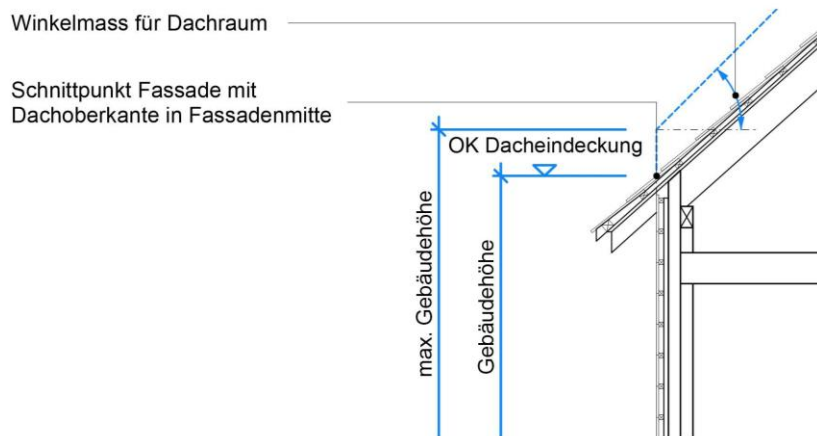 Winkelmass für Dachraum
Schnittpunkt Fassade mit
Dachoberkante in Fassadenmitte
OK Dacheindeckung
max. Gebäudehöhe
Gebäudehöhe